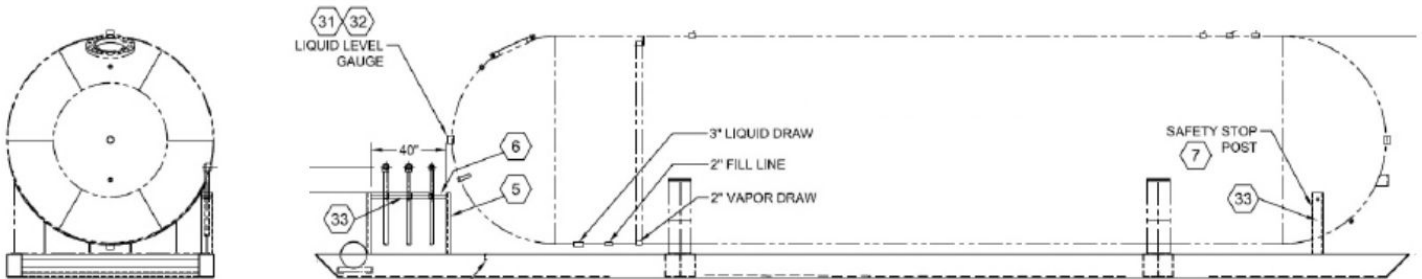 31 32
LIQUID LEVEL
GAUGE
40"
6
5
33
3" LIQUID DRAW
2" FILL LINE
2" VAPOR DRAW
SAFETY STOP
POST
7
33